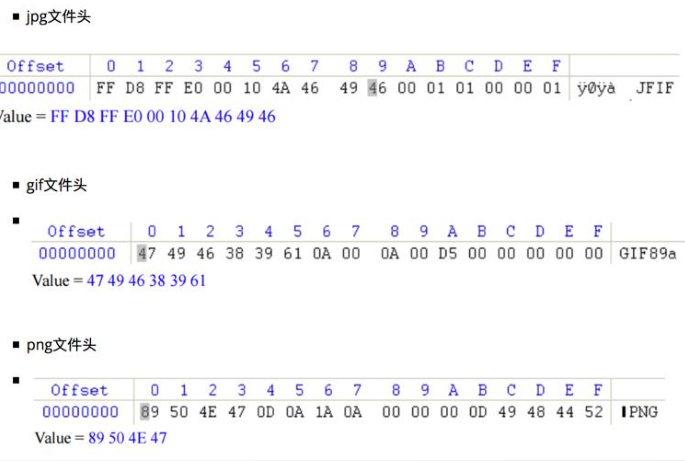 ▪ jpg文件头
Offset 0 1 2 3 4 5 6 7 8 9 A B C D E F
00000000 FF D8 FF E0 00 10 4A 46 49 46 00 01 01 00 00 01 ÿØÿà JFIF
Value = FF D8 FF E0 00 10 4A 46 49 46
▪ gif文件头
▪
Offset 0 1 2 3 4 5 6 7 8 9 A B C D E F
00000000 47 49 46 38 39 61 0A 00 0A 00 D5 00 00 00 00 00 GIF89a
Value = 47 49 46 38 39 61
▪ png文件头
▪
Offset 0 1 2 3 4 5 6 7 8 9 A B C D E F
00000000 89 50 4E 47 0D 0A 1A 0A 00 00 00 0D 49 48 44 52 PNG
Value = 89 50 4E 47